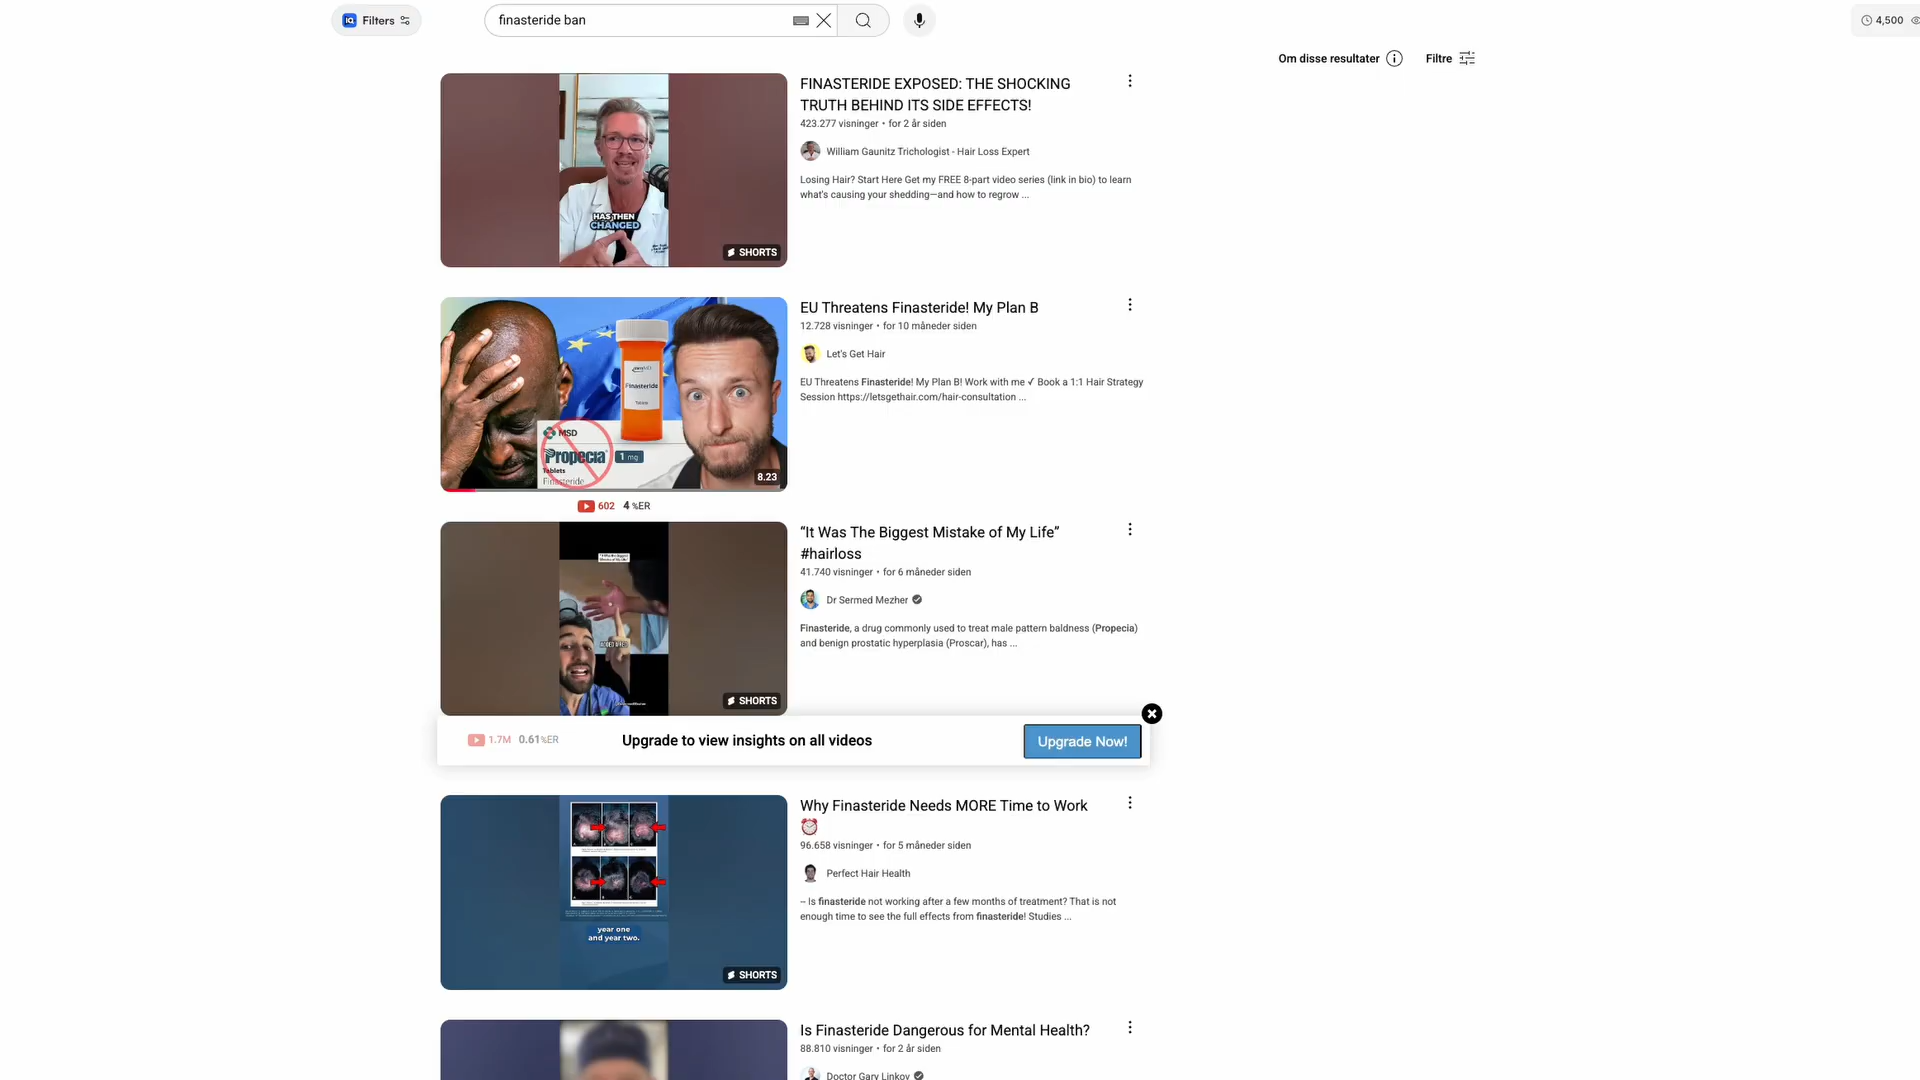 Filters
finasteride ban
4,500
Om disse resultater
Filtre
HAS THEN
CHANGED
SHORTS
FINASTERIDE EXPOSED: THE SHOCKING
TRUTH BEHIND ITS SIDE EFFECTS!
423.277 visninger • for 2 år siden
William Gaunitz Trichologist - Hair Loss Expert
Losing Hair? Start Here Get my FREE 8-part video series (link in bio) to learn
what's causing your shedding—and how to regrow ...
Finasteride
Tablets
MSD
Propecia
1 mg
Tablets
Finasteride
8.23
602 4 %ER
EU Threatens Finasteride! My Plan B
12.728 visninger • for 10 måneder siden
Let's Get Hair
EU Threatens Finasteride! My Plan B! Work with me ✓ Book a 1:1 Hair Strategy
Session https://letsgethair.com/hair-consultation ...
SHORTS
“It Was The Biggest Mistake of My Life”
#hairloss
41.740 visninger • for 6 måneder siden
Dr Sermed Mezher
Finasteride, a drug commonly used to treat male pattern baldness (Propecia)
and benign prostatic hyperplasia (Proscar), has ...
1.7M 0.61%ER
Upgrade to view insights on all videos
Upgrade Now!
year one
and year two.
SHORTS
Why Finasteride Needs MORE Time to Work
⏰
96.658 visninger • for 5 måneder siden
Perfect Hair Health
-- Is finasteride not working after a few months of treatment? That is not
enough time to see the full effects from finasteride! Studies ...
Is Finasteride Dangerous for Mental Health?
88.810 visninger • for 2 år siden
Doctor Gary Linkov